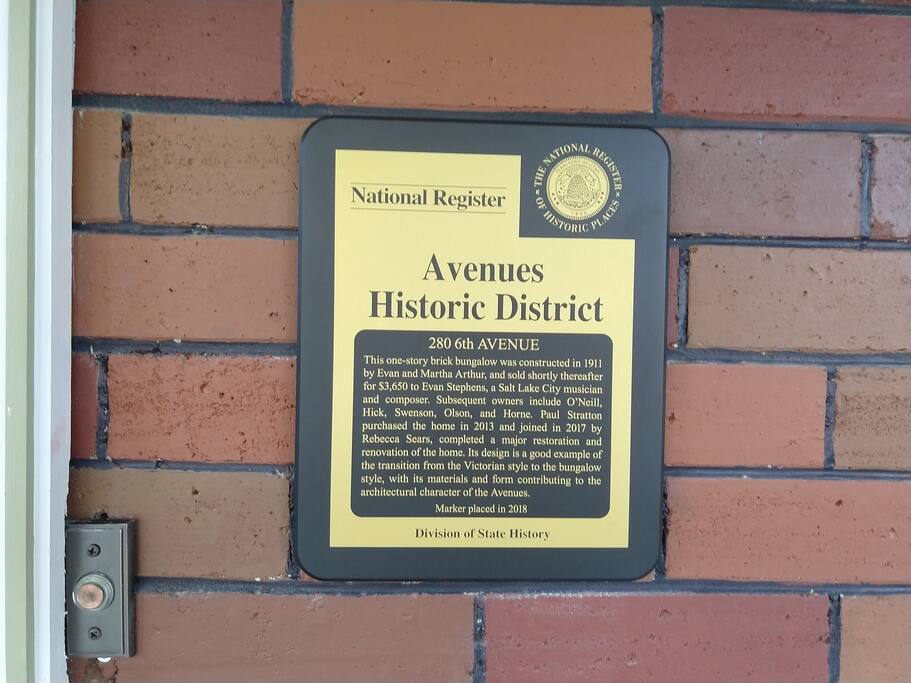 National Register
THE NATIONAL REGISTER
OF HISTORIC PLACES
Avenues
Historic District
280 6th AVENUE
This one-story brick bungalow was constructed in 1911
by Evan and Martha Arthur, and sold shortly thereafter
for $3,650 to Evan Stephens, a Salt Lake City musician
and composer. Subsequent owners include O'Neill,
Hick, Swenson, Olson, and Horne. Paul Stratton
purchased the home in 2013 and joined in 2017 by
Rebecca Sears, completed a major restoration and
renovation of the home. Its design is a good example of
the transition from the Victorian style to the bungalow
style, with its materials and form contributing to the
architectural character of the Avenues.
Marker placed in 2018
Division of State History